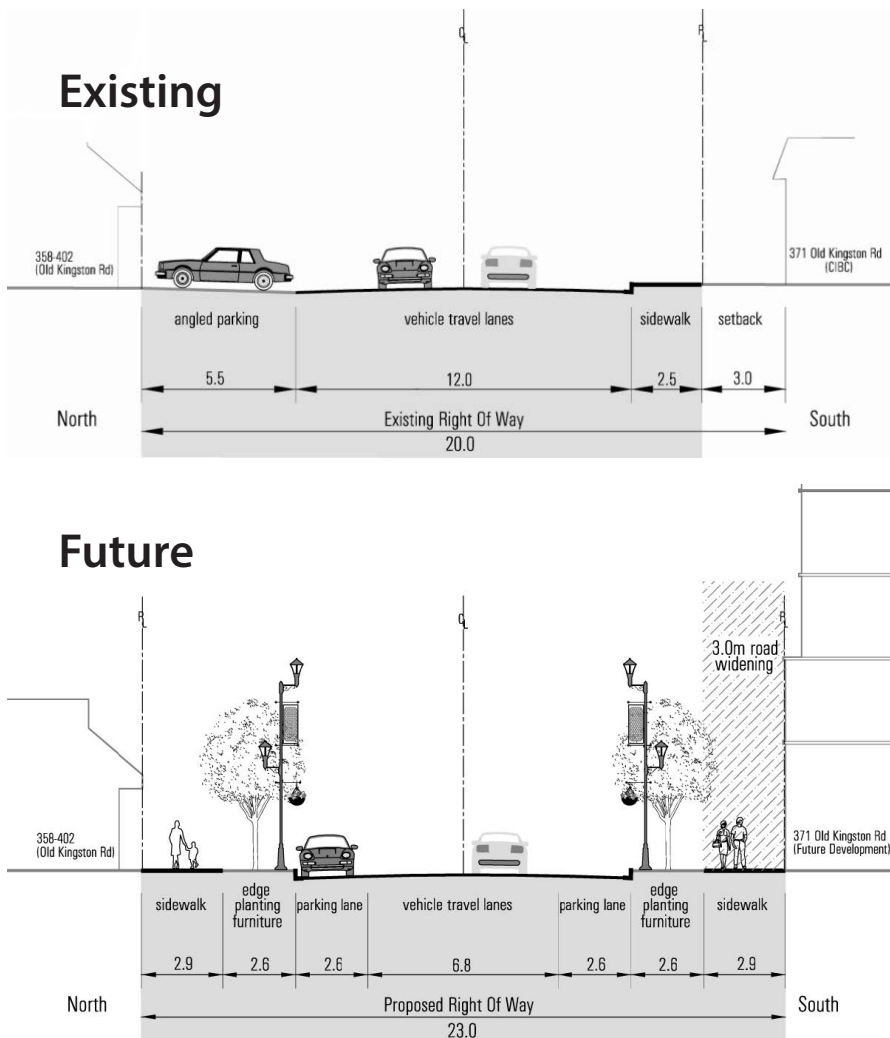 Existing
C L
P L
358-402
(Old Kingston Rd)
371 Old Kingston Rd
(CIBC)
angled parking
vehicle travel lanes
sidewalk
setback
5.5
12.0
2.5
3.0
North
Existing Right Of Way
South
20.0
Future
P L
C L
P L
3.0m road
widening
358-402
(Old Kingston Rd)
371 Old Kingston Rd
(Future Development)
sidewalk
edge
planting
furniture
parking lane
vehicle travel lanes
parking lane
edge
planting
furniture
sidewalk
2.9
2.6
2.6
6.8
2.6
2.6
2.9
North
Proposed Right Of Way
South
23.0